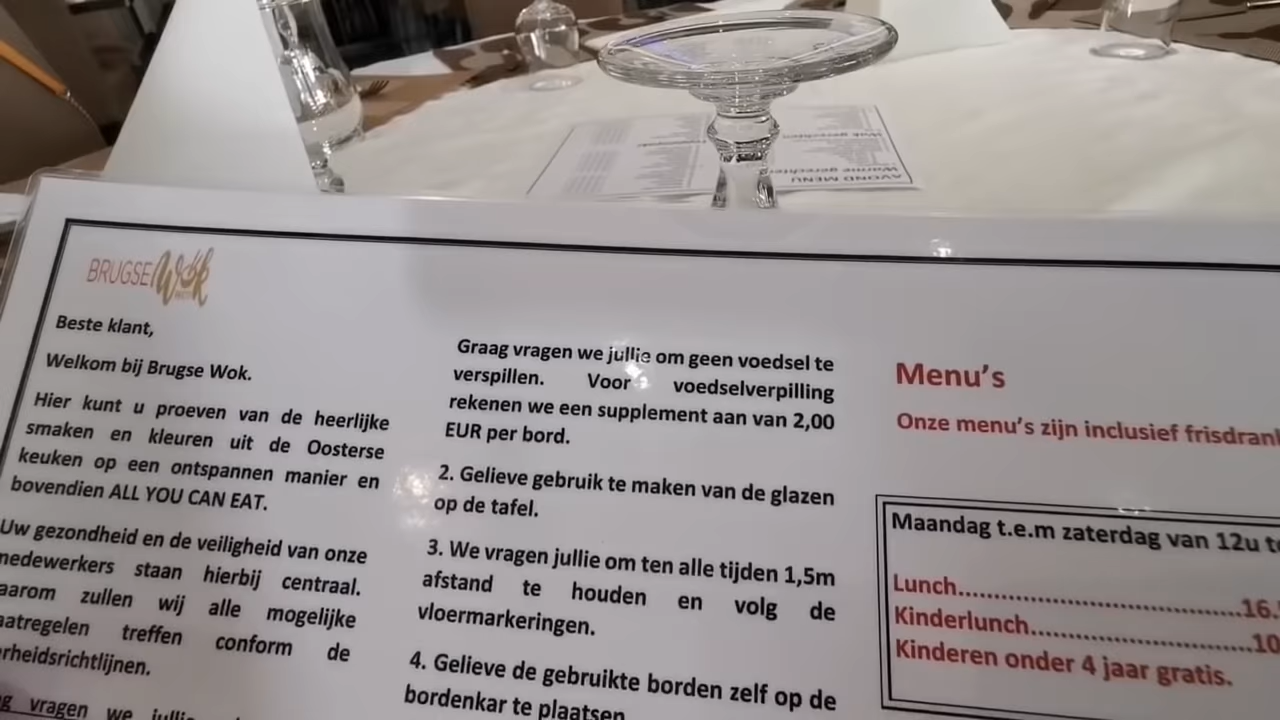 AVOND MENU
Warme gerechten
Wok gerechten
BRUGSE Wok
Beste klant,
Welkom bij Brugse Wok.
Hier kunt u proeven van de heerlijke
smaken en kleuren uit de Oosterse
keuken op een ontspannen manier en
bovendien ALL YOU CAN EAT.
Uw gezondheid en de veiligheid van onze
medewerkers staan hierbij centraal.
aarom zullen wij alle mogelijke
aatregelen treffen conform de
rheidsrichtlijnen.
g vragen we jullie
Graag vragen we jullie om geen voedsel te
verspillen. Voor voedselverpilling
rekenen we een supplement aan van 2,00
EUR per bord.
2. Gelieve gebruik te maken van de glazen
op de tafel.
3. We vragen jullie om ten alle tijden 1,5m
afstand te houden en volg de
vloermarkeringen.
4. Gelieve de gebruikte borden zelf op de
bordenkar te plaatsen
Menu's
Onze menu's zijn inclusief frisdrank
Maandag t.e.m zaterdag van 12u to
Lunch..........................................16.
Kinderlunch.................................10
Kinderen onder 4 jaar gratis.